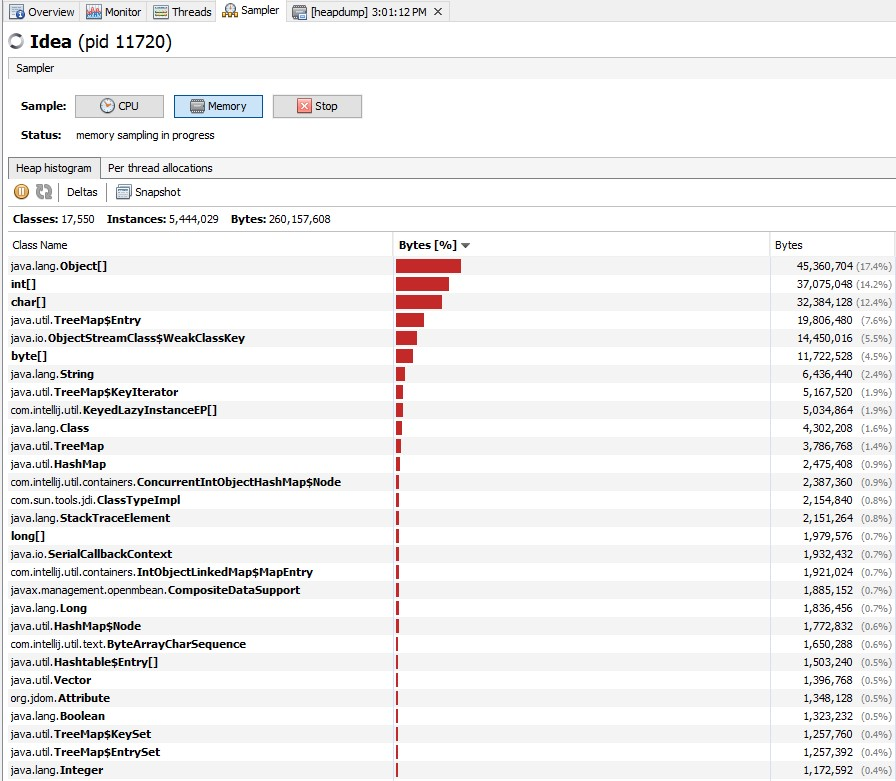 Overview Monitor Threads Sampler [heapdump] 3:01:12 PM
Idea (pid 11720)
Sampler
Sample: CPU Memory Stop
Status: memory sampling in progress
Heap histogram Per thread allocations
Deltas Snapshot
Classes: 17,550 Instances: 5,444,029 Bytes: 260,157,608
Class Name Bytes [%] Bytes
java.lang.Object[] 45,360,704 (17.4%)
int[] 37,075,048 (14.2%)
char[] 32,384,128 (12.4%)
java.util.TreeMap$Entry 19,806,480 (7.6%)
java.io.ObjectStreamClass$WeakClassKey 14,450,016 (5.5%)
byte[] 11,722,528 (4.5%)
java.lang.String 6,436,440 (2.4%)
java.util.TreeMap$KeyIterator 5,167,520 (1.9%)
com.intellij.util.KeyedLazyInstanceEP[] 5,034,864 (1.9%)
java.lang.Class 4,302,208 (1.6%)
java.util.TreeMap 3,786,768 (1.4%)
java.util.HashMap 2,475,408 (0.9%)
com.intellij.util.containers.ConcurrentIntObjectHashMap$Node 2,387,360 (0.9%)
com.sun.tools.jdi.ClassTypeImpl 2,154,840 (0.8%)
java.lang.StackTraceElement 2,151,264 (0.8%)
long[] 1,979,576 (0.7%)
java.io.SerialCallbackContext 1,932,432 (0.7%)
com.intellij.util.containers.IntObjectLinkedMap$MapEntry 1,921,024 (0.7%)
javax.management.openmbean.CompositeDataSupport 1,885,152 (0.7%)
java.lang.Long 1,836,456 (0.7%)
java.util.HashMap$Node 1,772,832 (0.6%)
com.intellij.util.text.ByteArrayCharSequence 1,650,288 (0.6%)
java.util.Hashtable$Entry[] 1,503,240 (0.5%)
java.util.Vector 1,396,768 (0.5%)
org.jdom.Attribute 1,348,128 (0.5%)
java.lang.Boolean 1,323,232 (0.5%)
java.util.TreeMap$KeySet 1,257,760 (0.4%)
java.util.TreeMap$EntrySet 1,257,392 (0.4%)
java.lang.Integer 1,172,592 (0.4%)